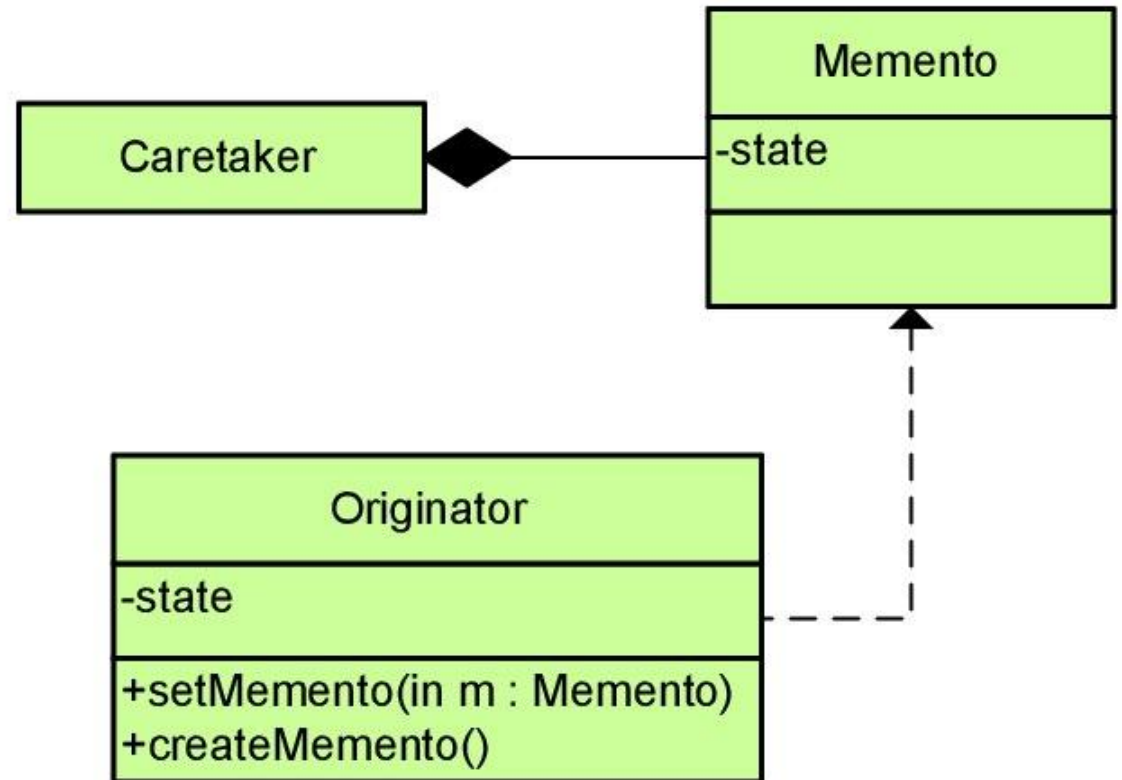 Memento
-state
Caretaker
Originator
-state
+setMemento(in m : Memento)
+createMemento()